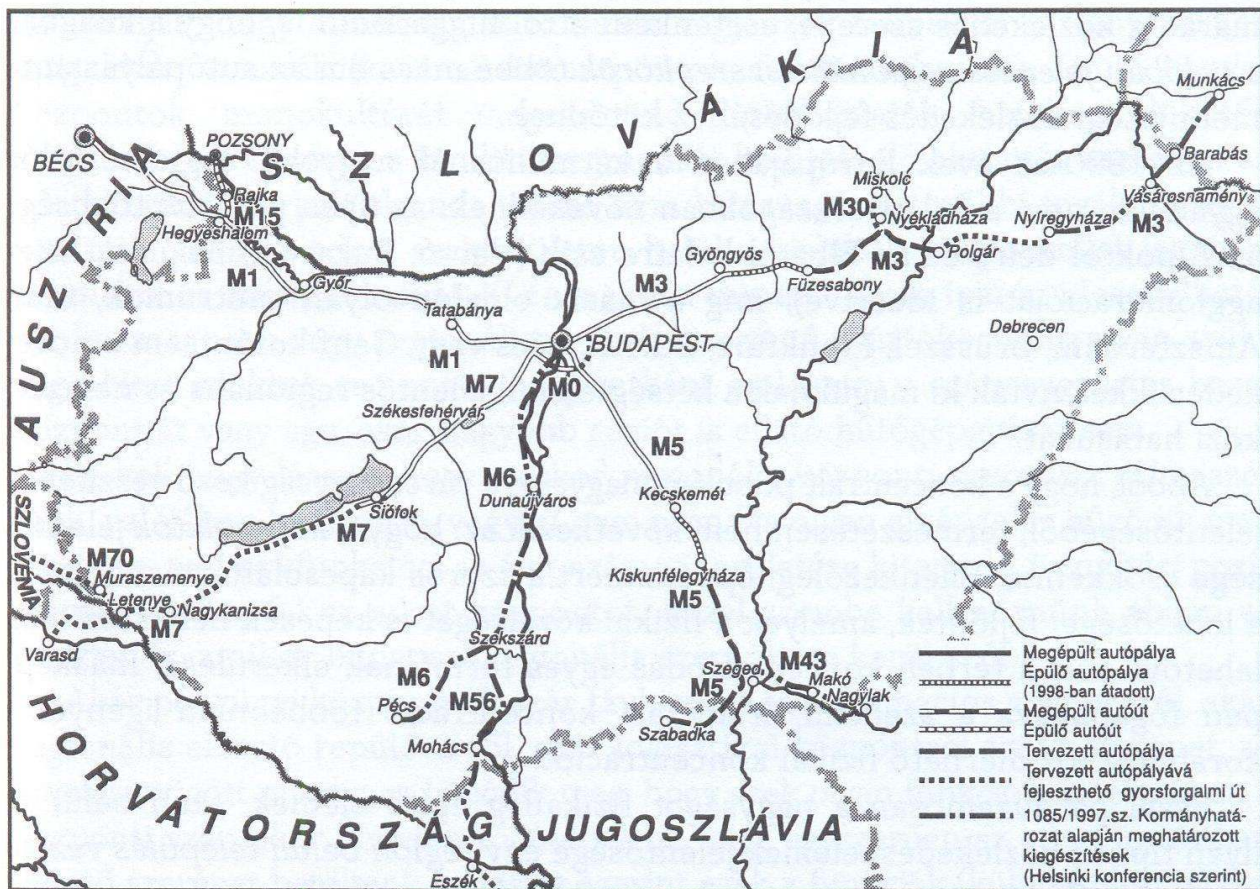 SZLOVÁKIA
AUSZTRIA
SZLOVÉNIA
HORVÁTORSZÁG
JUGOSZLÁVIA
BÉCS
POZSONY
Rajka
M15
Hegyeshalom
M1
Győr
Tatabánya
M1
M7
BUDAPEST
M0
M3
Gyöngyös
Füzesabony
M3
Miskolc
M30
Nyékládháza
Polgár
Nyíregyháza
M3
Vásárosnamény
Barabás
Munkács
Debrecen
Székesfehérvár
Siófok
M7
M6
Dunaújváros
M5
Kecskemét
Kiskunfélegyháza
M5
M70
Muraszemenye
Letenye
M7
Nagykanizsa
Varasd
Szekszárd
M6
M56
Pécs
Mohács
Szeged
M43
Makó
M5
Nagylak
Szabadka
Eszék
Megépült autópálya
Épülő autópálya
(1998-ban átadott)
Megépült autóút
Épülő autóút
Tervezett autópálya
Tervezett autópályává
fejleszthető gyorsforgalmi út
1085/1997.sz. Kormányhatá-
rozat alapján meghatározott
kiegészítések
(Helsinki konferencia szerint)